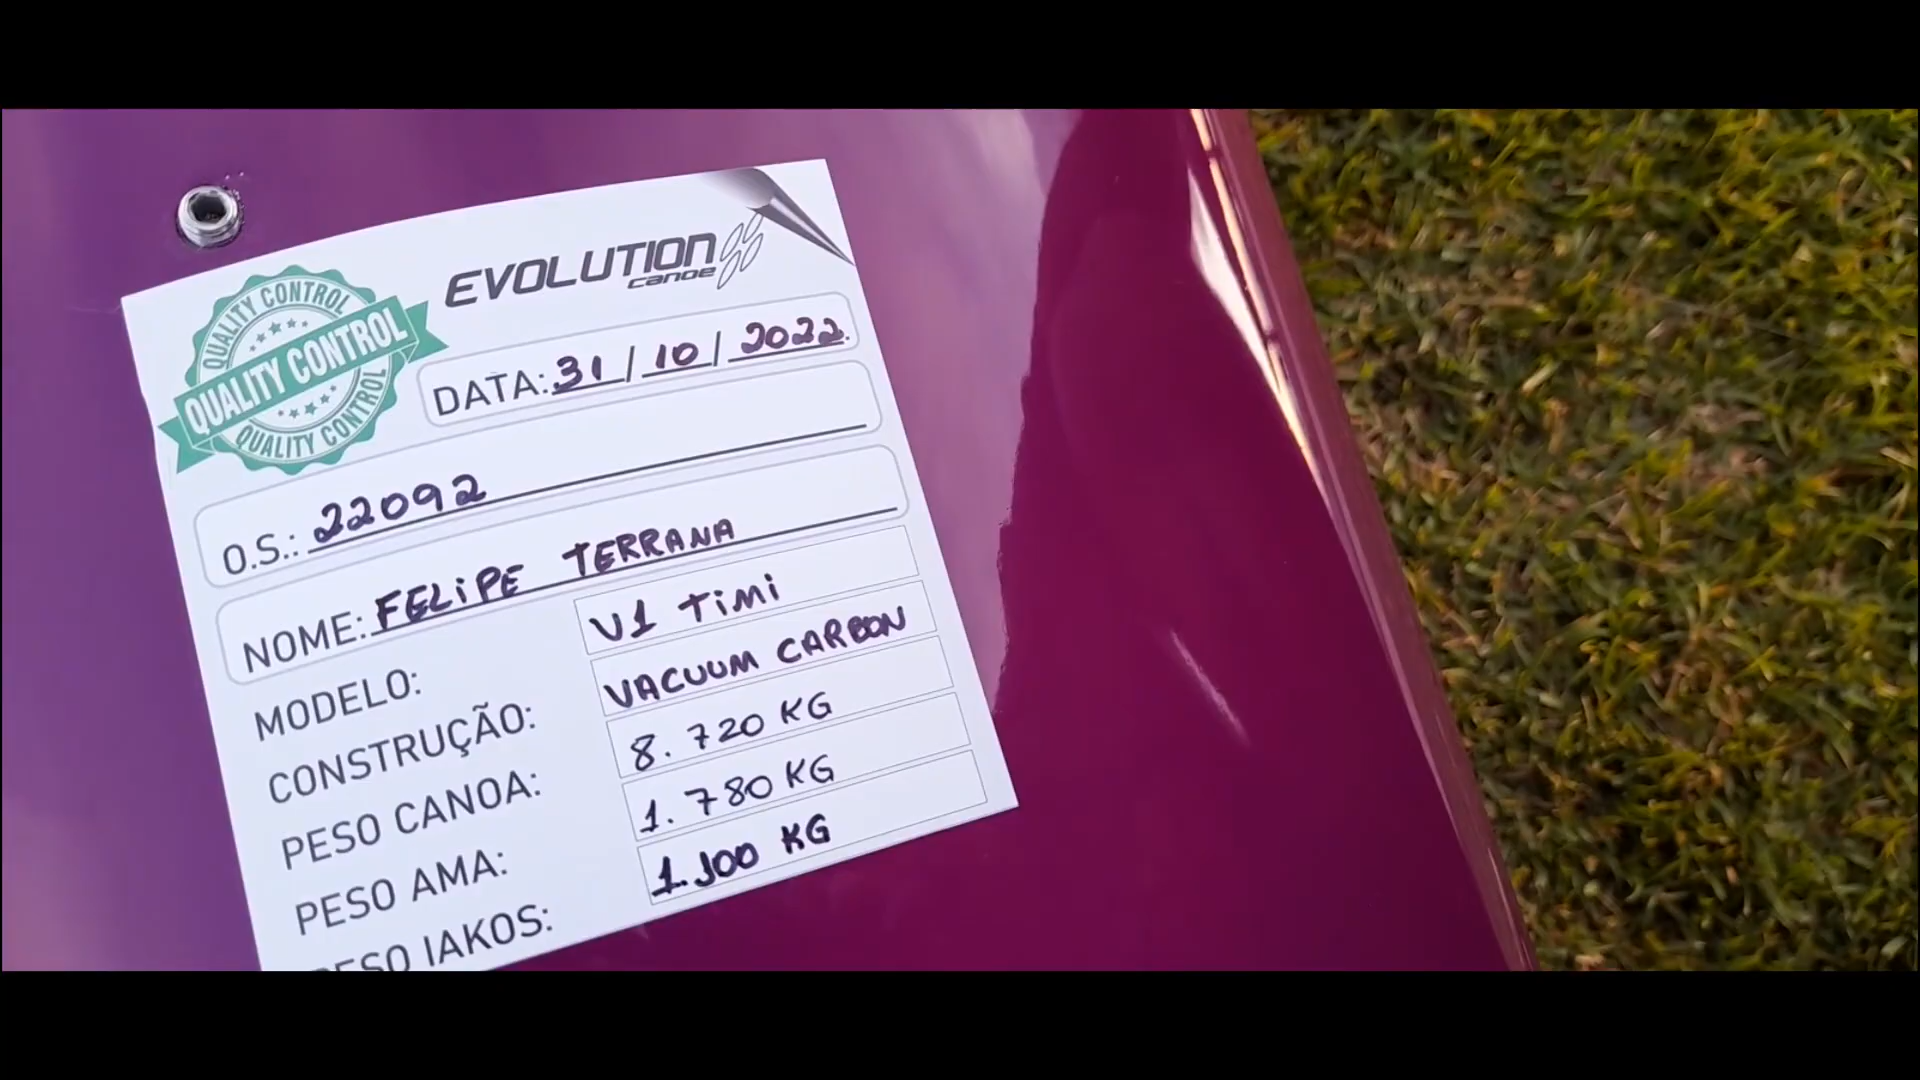 QUALITY CONTROL
QUALITY CONTROL
QUALITY CONTROL
EVOLUTION
canoe
DATA: 31 / 10 / 2022.
O.S.: 22092
NOME: FELIPE TERRANA
MODELO: V1 TIMI
CONSTRUÇÃO: VACUUM CARBON
PESO CANOA: 8.720 KG
PESO AMA: 1.780 KG
PESO IAKOS: 1.100 KG